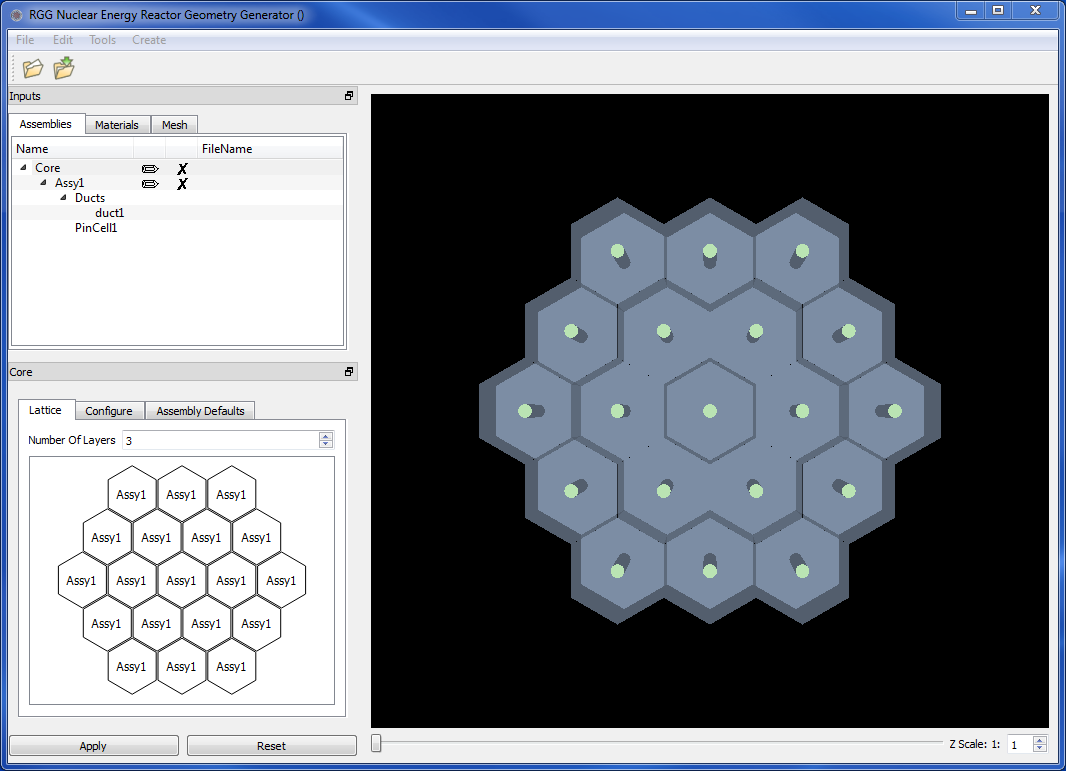 RGG Nuclear Energy Reactor Geometry Generator ()
File Edit Tools Create
Inputs
Assemblies Materials Mesh
Name FileName
Core X
Assy1 X
Ducts
duct1
PinCell1
Core
Lattice Configure Assembly Defaults
Number Of Layers 3
Assy1 Assy1 Assy1
Assy1 Assy1 Assy1 Assy1
Assy1 Assy1 Assy1 Assy1 Assy1
Assy1 Assy1 Assy1 Assy1
Assy1 Assy1 Assy1
Apply Reset
Z Scale: 1: 1